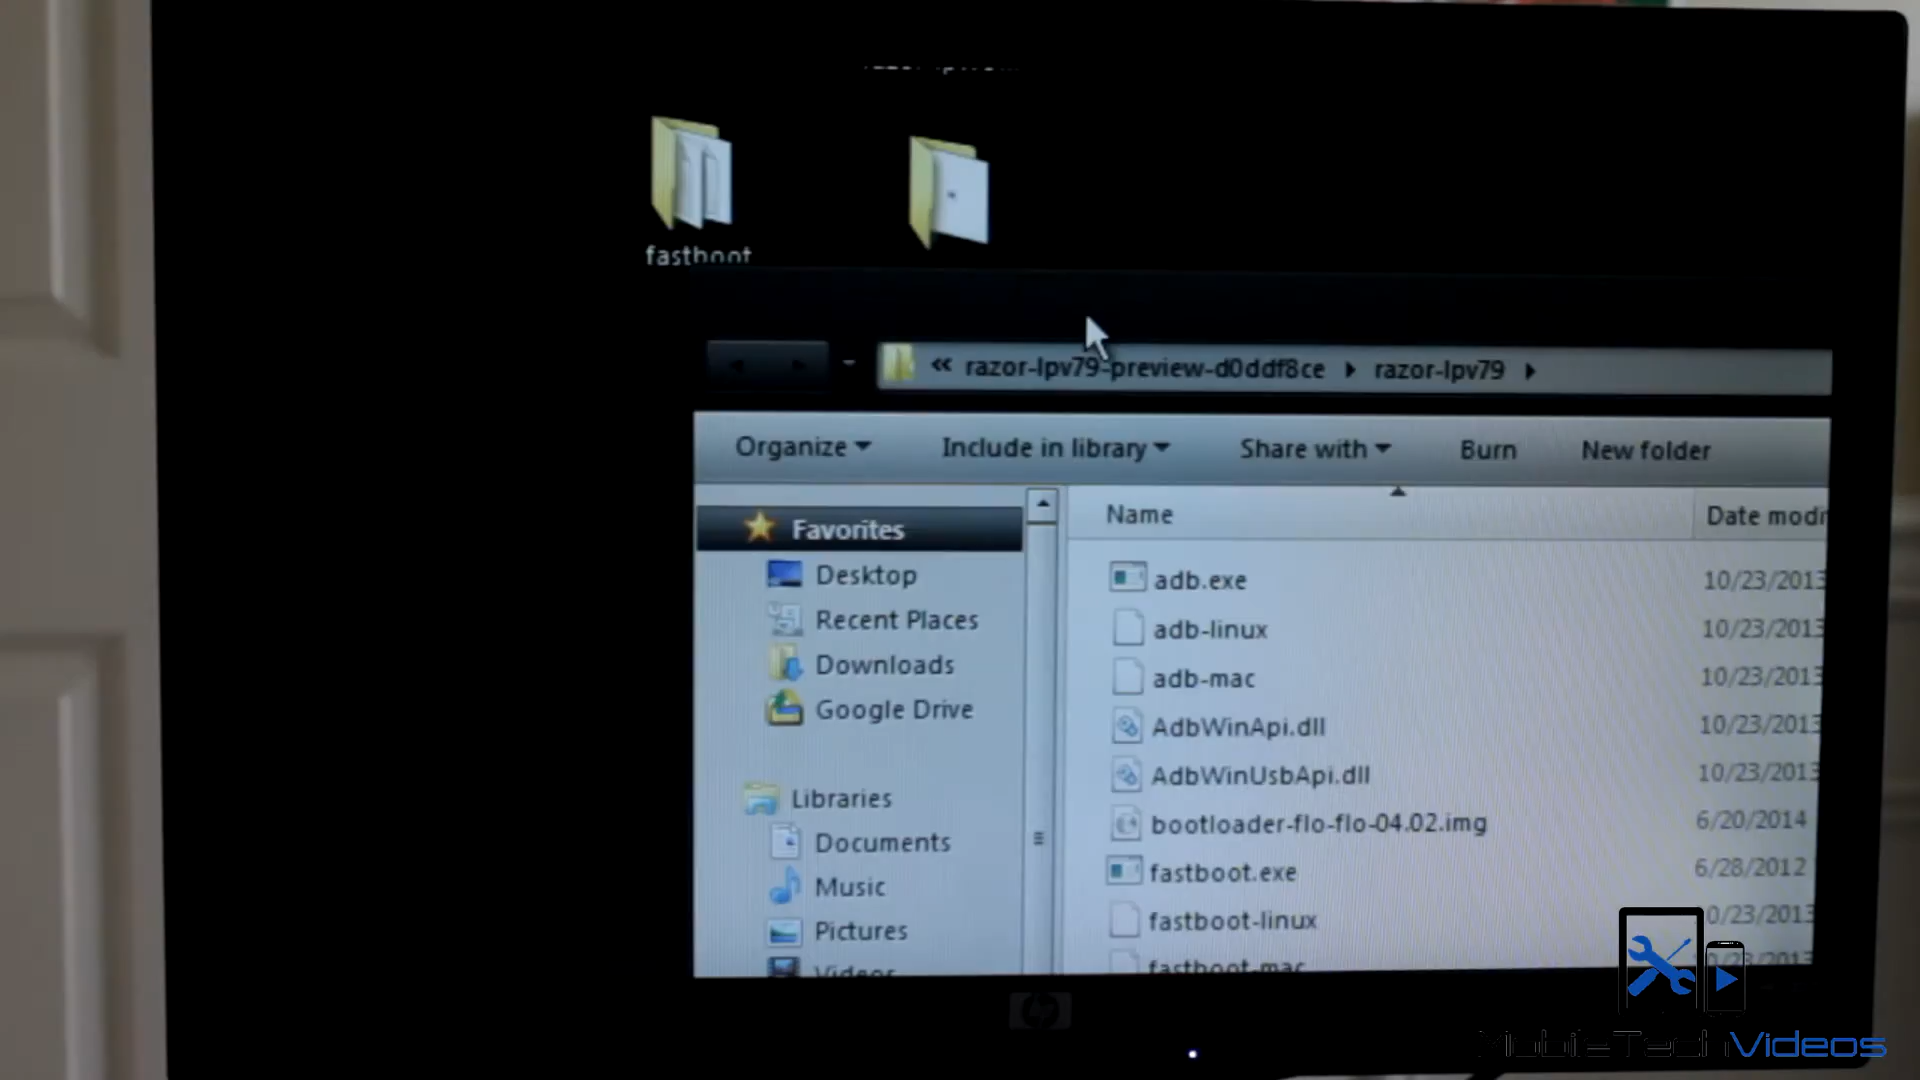 fastboot
« razor-lpv79-preview-d0ddf8ce ▸ razor-lpv79 ▸
Organize Include in library Share with Burn New folder
Name Date modi
Favorites
Desktop
Recent Places
Downloads
Google Drive
Libraries
Documents
Music
Pictures
Videos
adb.exe 10/23/2013
adb-linux 10/23/2013
adb-mac 10/23/2013
AdbWinApi.dll 10/23/2013
AdbWinUsbApi.dll 10/23/2013
bootloader-flo-flo-04.02.img 6/20/2014
fastboot.exe 6/28/2012
fastboot-linux 0/23/2013
fastboot-mac
hp
MobileTechVideos